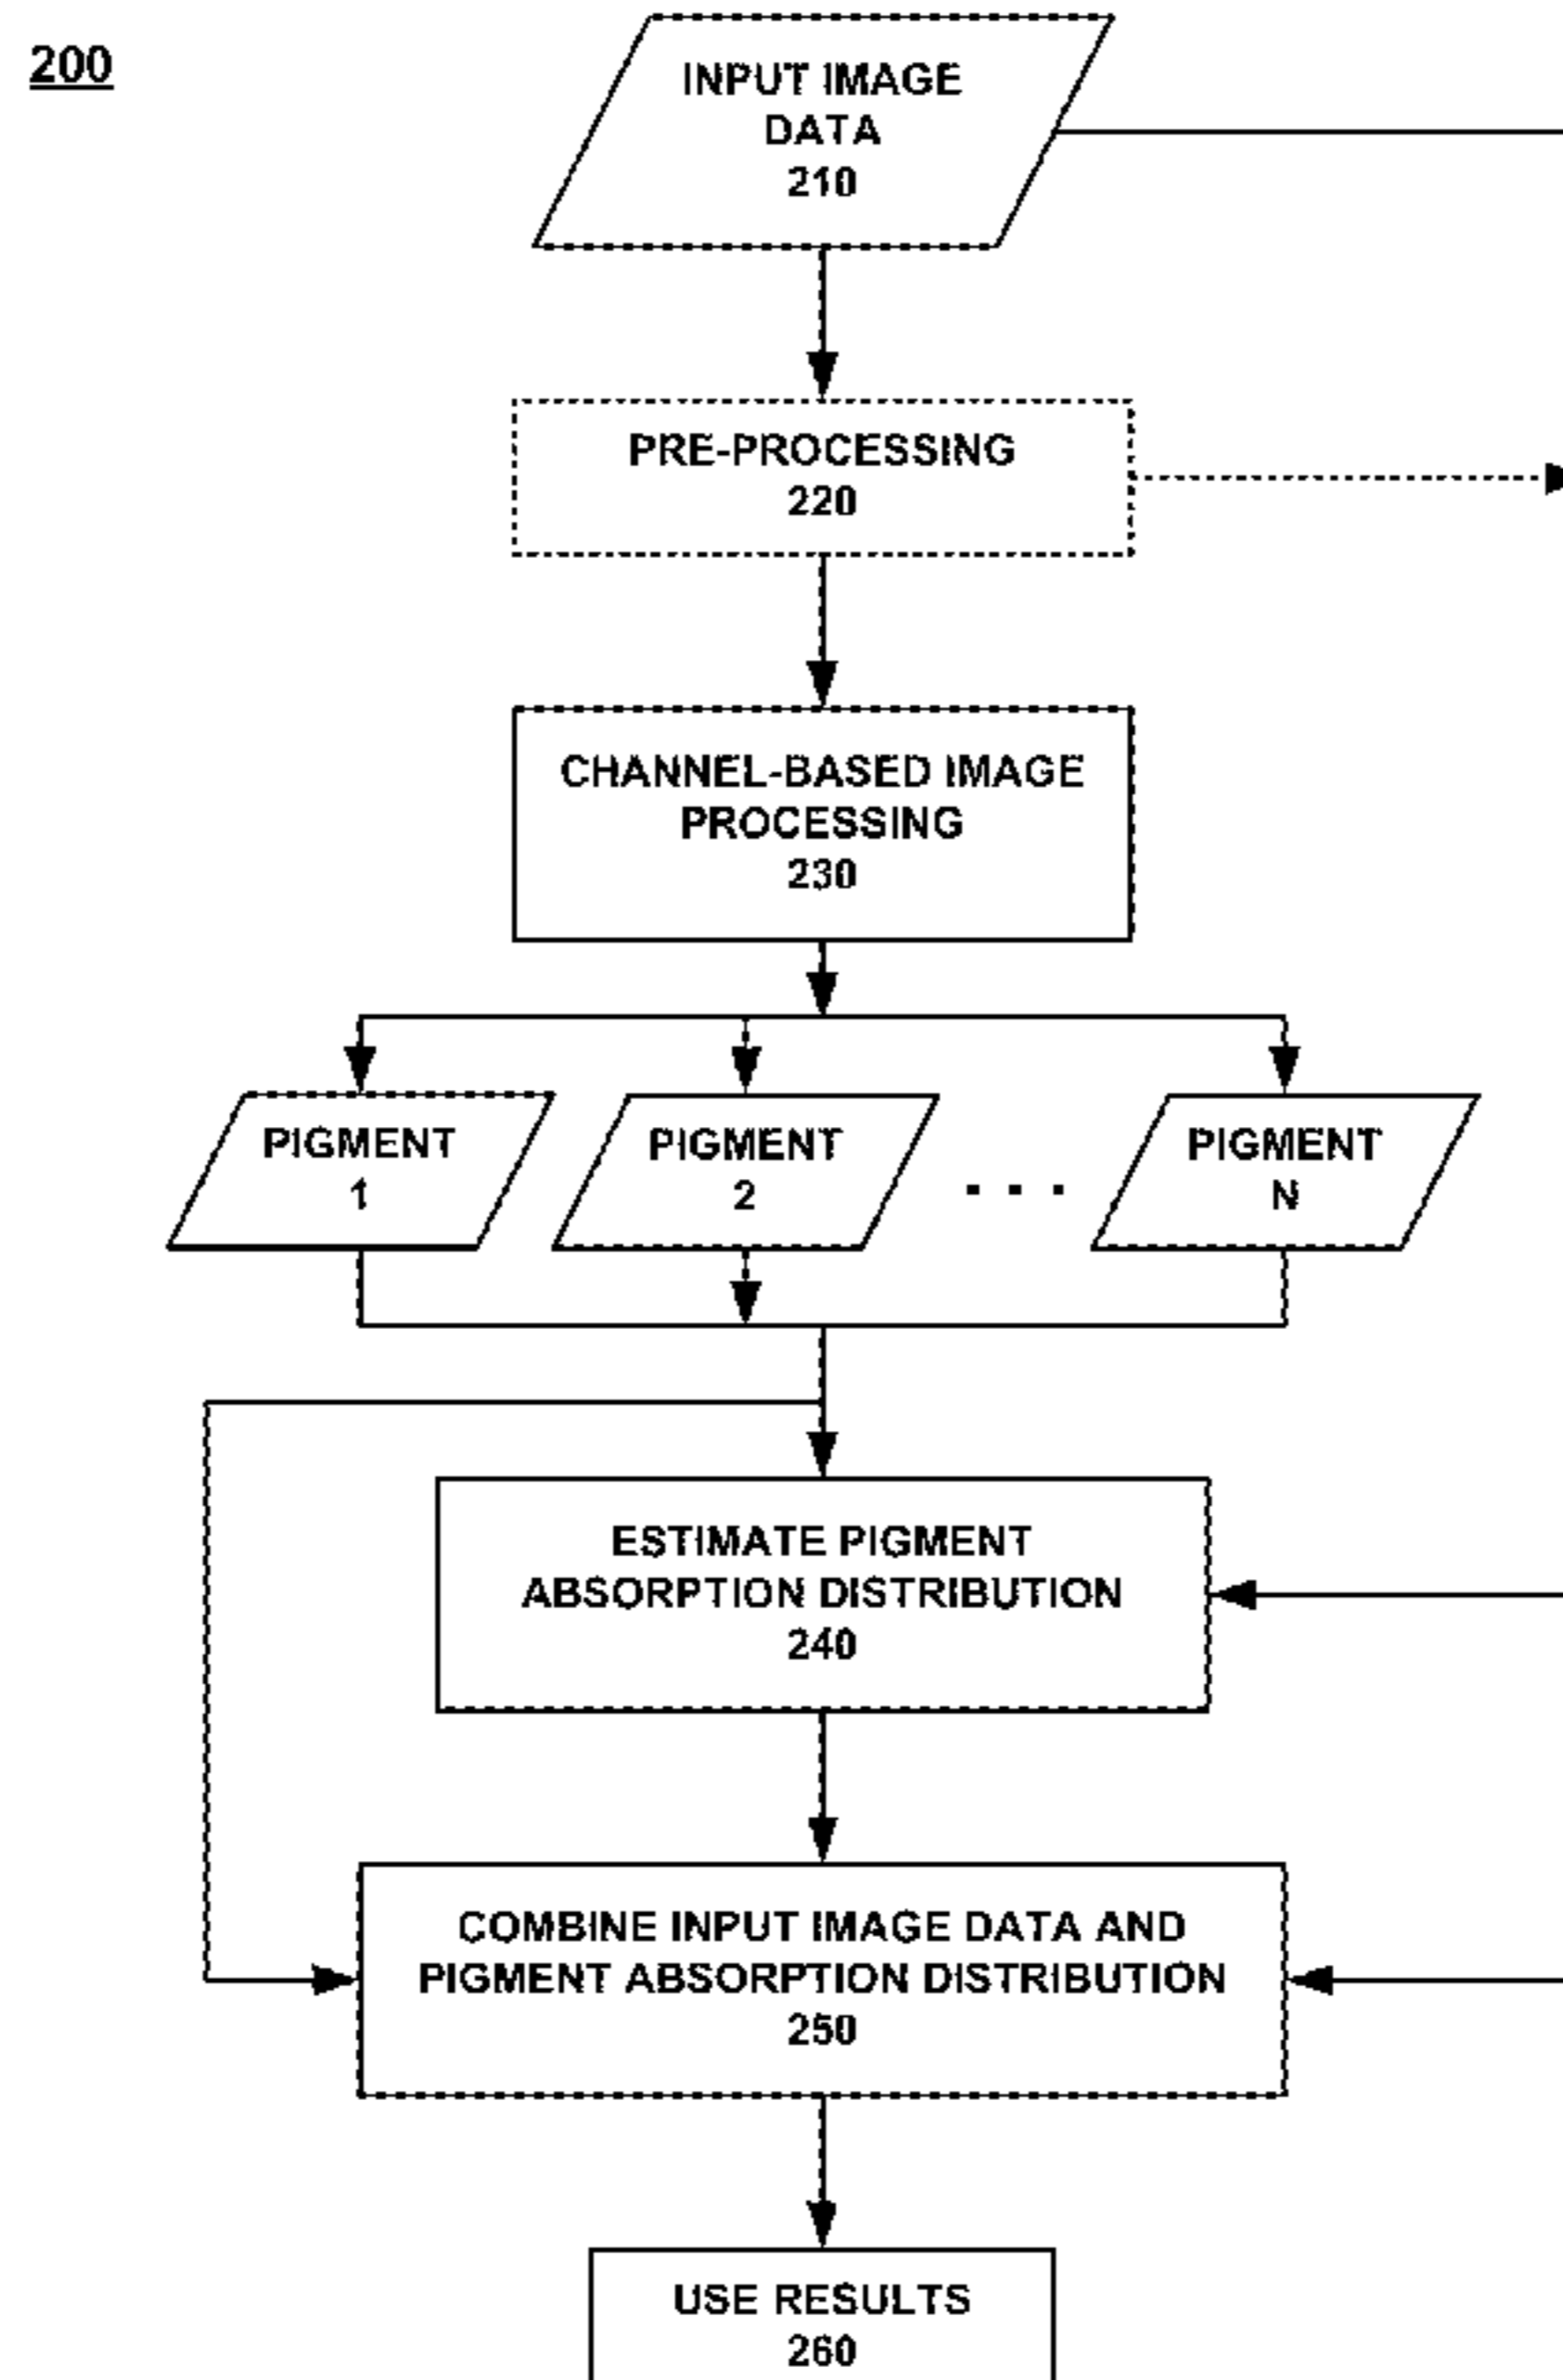 200
INPUT IMAGE
DATA
210
PRE-PROCESSING
220
CHANNEL-BASED IMAGE
PROCESSING
230
PIGMENT
1
PIGMENT
2
. . .
PIGMENT
N
ESTIMATE PIGMENT
ABSORPTION DISTRIBUTION
240
COMBINE INPUT IMAGE DATA AND
PIGMENT ABSORPTION DISTRIBUTION
250
USE RESULTS
260